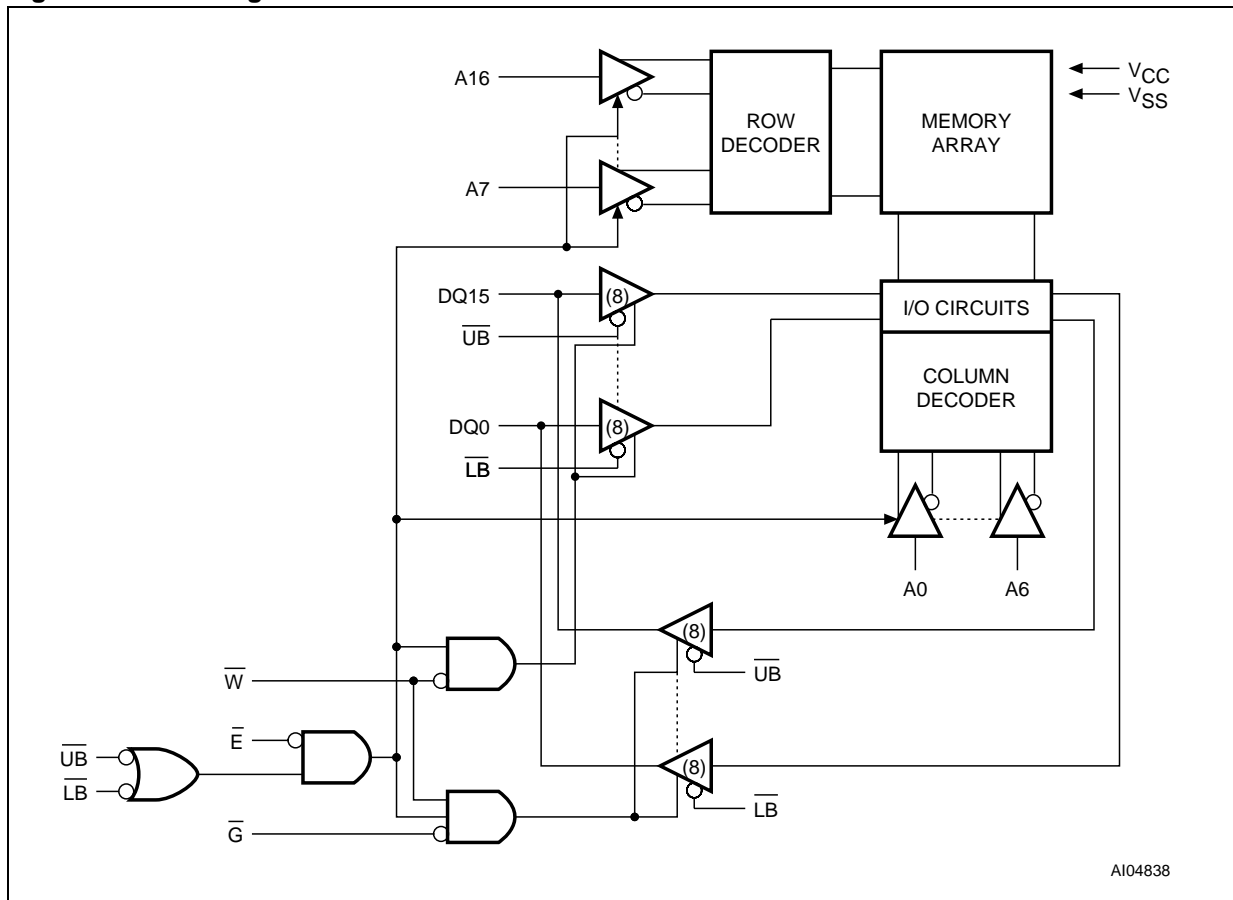 A16
ROW
DECODER
MEMORY
ARRAY
VCC
VSS
A7
DQ15
(8)
UB
I/O CIRCUITS
COLUMN
DECODER
DQ0
(8)
LB
A0
A6
(8)
UB
W
E
UB
LB
(8)
LB
G
AI04838